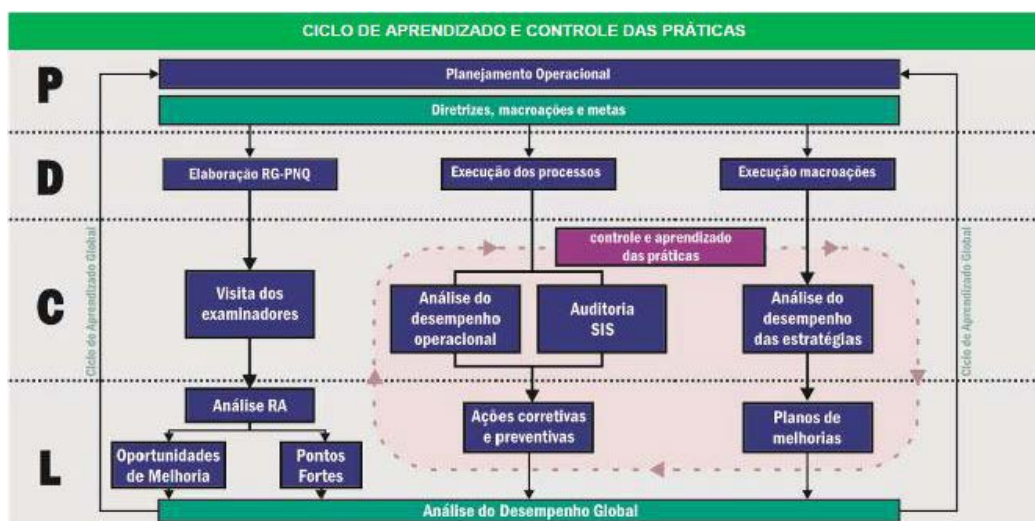 CICLO DE APRENDIZADO E CONTROLE DAS PRÁTICAS
P
Planejamento Operacional
Diretrizes, macroações e metas
D
Elaboração RG-PNQ
Execução dos processos
Execução macroações
Ciclo de Aprendizado Global
C
controle e aprendizado
das práticas
Visita dos
examinadores
Análise do
desempenho
operacional
Auditoria
SIS
Análise do
desempenho
das estratégias
Ciclo de Aprendizado Global
L
Análise RA
Oportunidades
de Melhoria
Pontos
Fortes
Ações corretivas
e preventivas
Planos de
melhorias
Análise do Desempenho Global